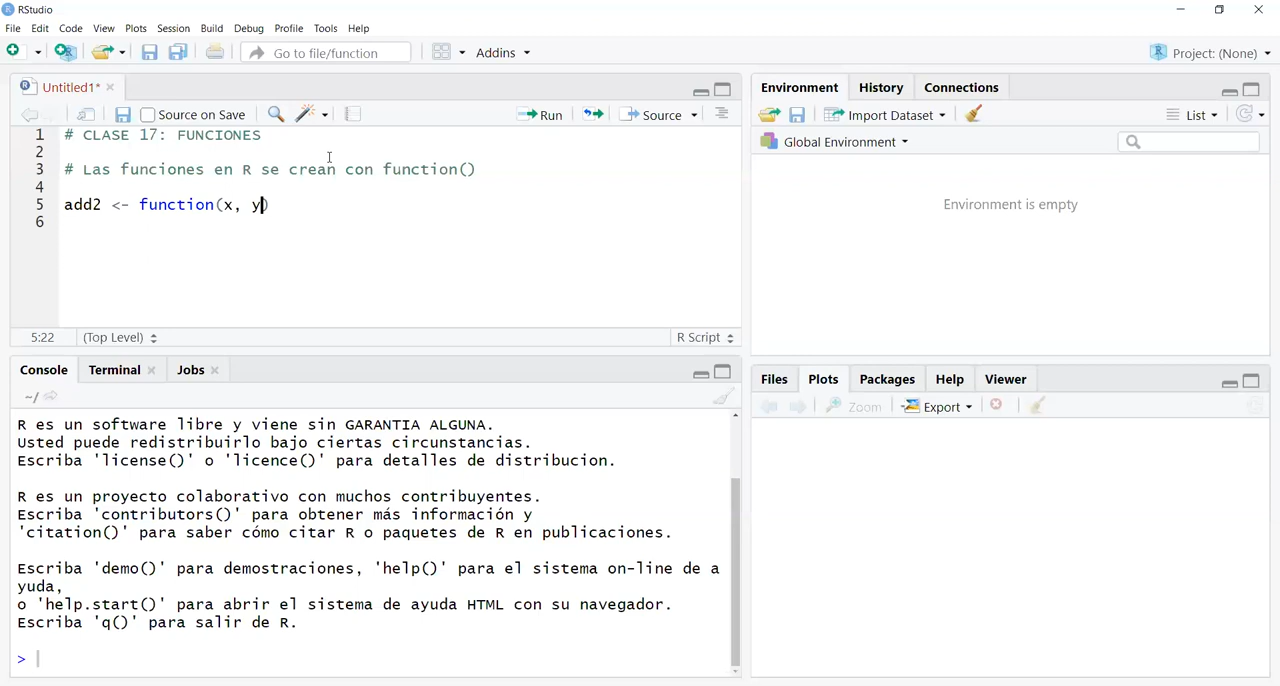 RStudio
File Edit Code View Plots Session Build Debug Profile Tools Help
Go to file/function Addins Project: (None)
Untitled1*
Source on Save Run Source
1 # CLASE 17: FUNCIONES
2
3 # Las funciones en R se crean con function()
4
5 add2 <- function(x, y)
6
5:22 (Top Level) R Script
Console Terminal Jobs
~/
R es un software libre y viene sin GARANTIA ALGUNA.
Usted puede redistribuirlo bajo ciertas circunstancias.
Escriba 'license()' o 'licence()' para detalles de distribucion.
R es un proyecto colaborativo con muchos contribuyentes.
Escriba 'contributors()' para obtener más información y
'citation()' para saber cómo citar R o paquetes de R en publicaciones.
Escriba 'demo()' para demostraciones, 'help()' para el sistema on-line de a
yuda,
o 'help.start()' para abrir el sistema de ayuda HTML con su navegador.
Escriba 'q()' para salir de R.
>
Environment History Connections
Import Dataset List
Global Environment
Environment is empty
Files Plots Packages Help Viewer
Zoom Export